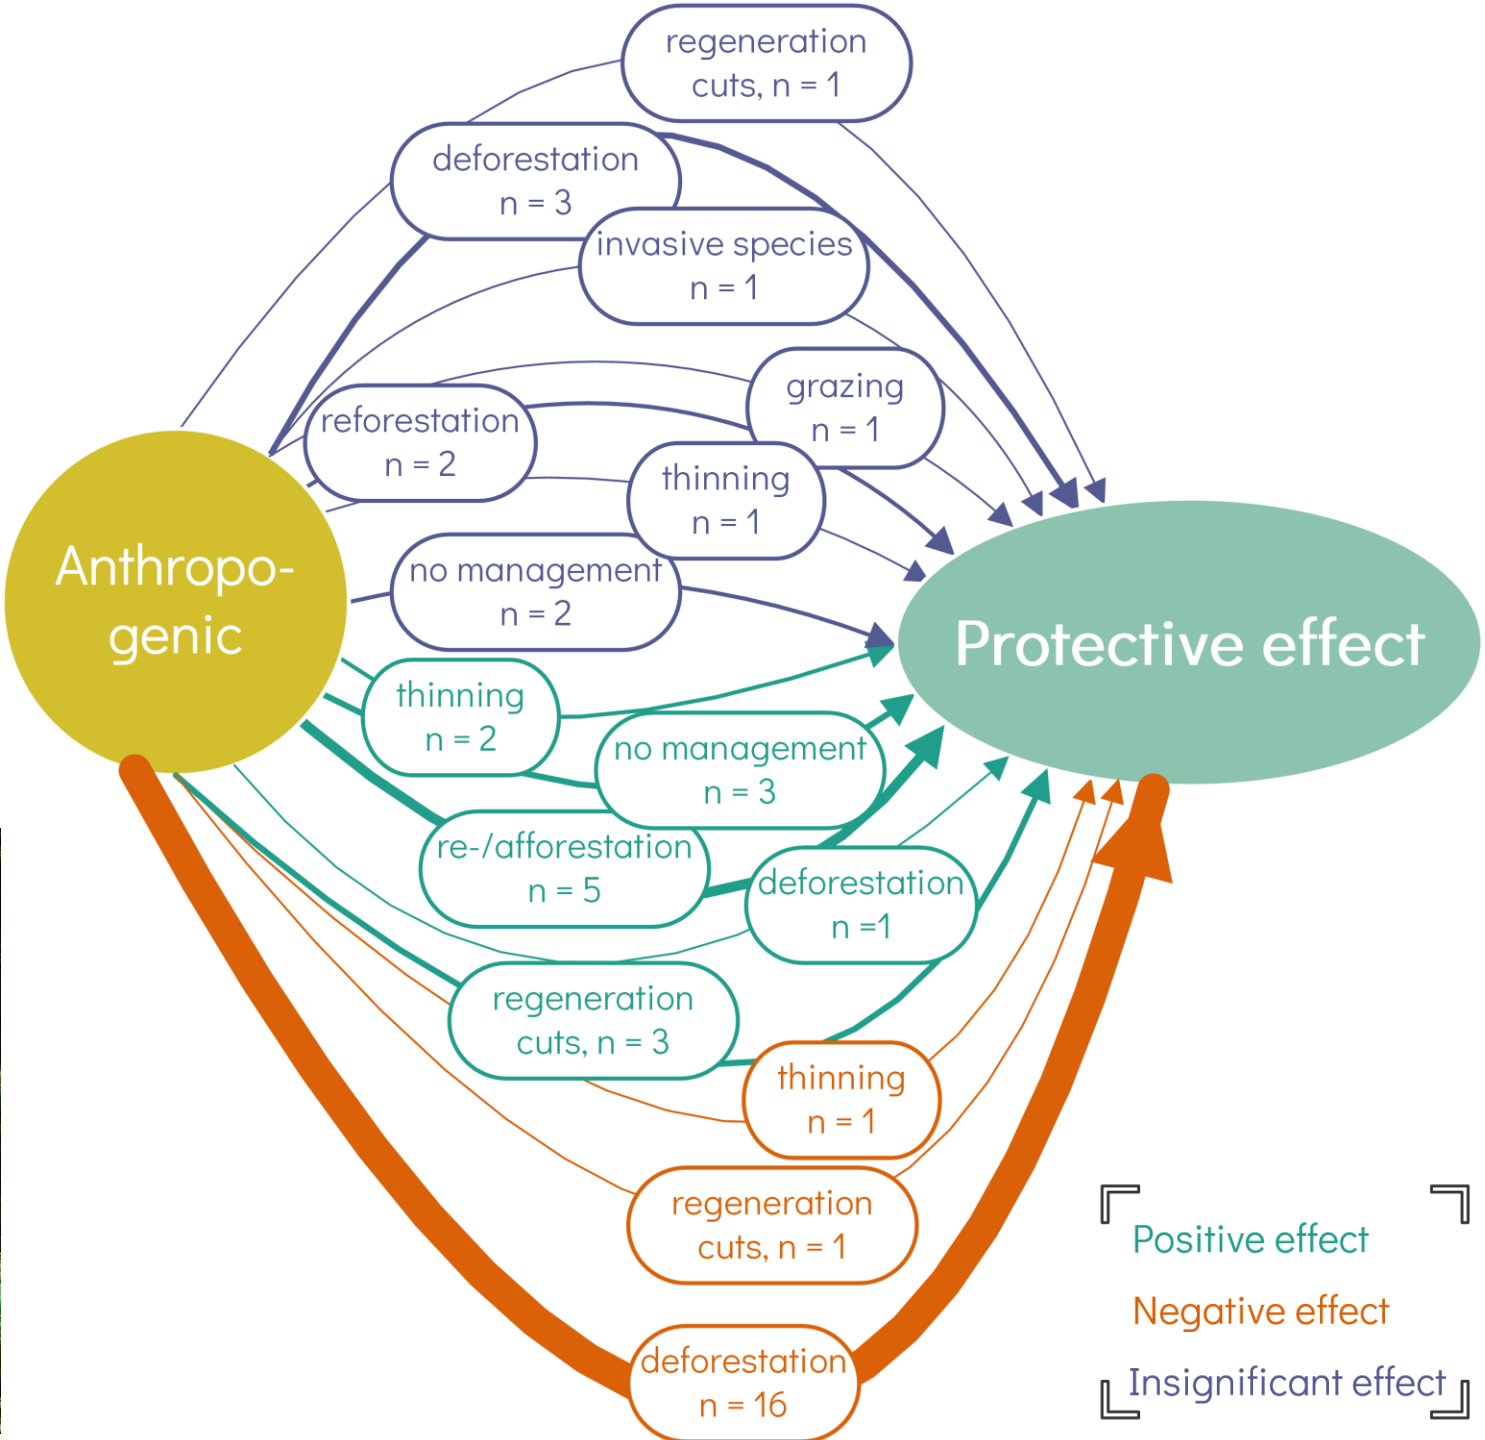 regeneration
cuts, n = 1
deforestation
n = 3
invasive species
n = 1
grazing
n = 1
reforestation
n = 2
thinning
n = 1
Anthropo-
genic
no management
n = 2
Protective effect
thinning
n = 2
no management
n = 3
re-/afforestation
n = 5
deforestation
n =1
regeneration
cuts, n = 3
thinning
n = 1
regeneration
cuts, n = 1
deforestation
n = 16
Positive effect
Negative effect
Insignificant effect